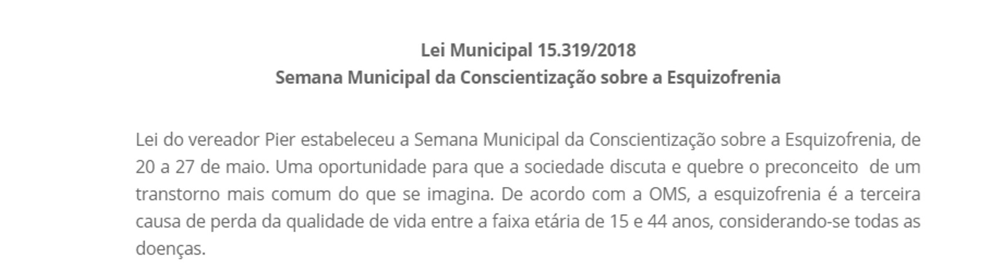 Lei Municipal 15.319/2018
Semana Municipal da Conscientização sobre a Esquizofrenia
Lei do vereador Pier estabeleceu a Semana Municipal da Conscientização sobre a Esquizofrenia, de
20 a 27 de maio. Uma oportunidade para que a sociedade discuta e quebre o preconceito  de um
transtorno mais comum do que se imagina. De acordo com a OMS, a esquizofrenia é a terceira
causa de perda da qualidade de vida entre a faixa etária de 15 e 44 anos, considerando-se todas as
doenças.